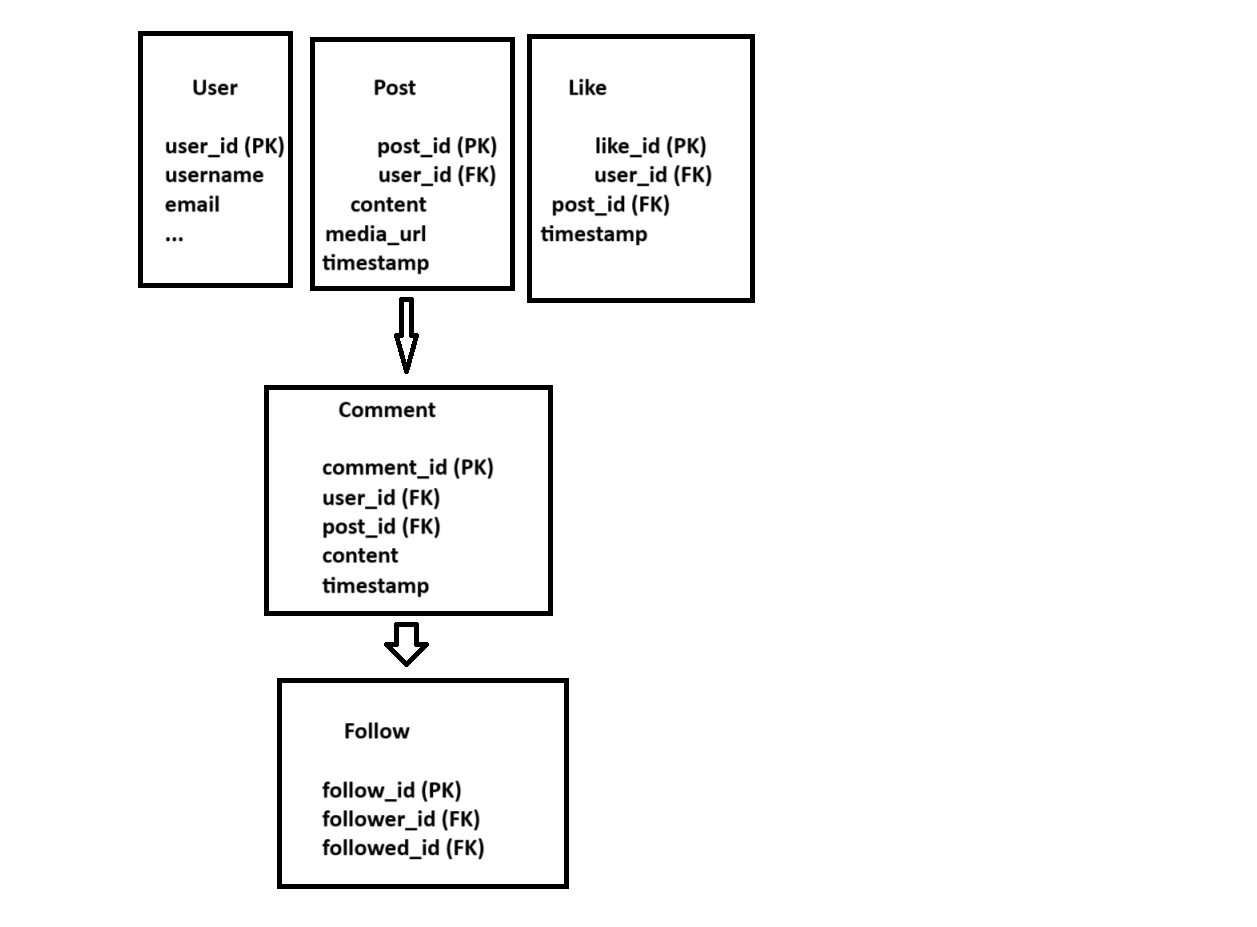 User
user_id (PK)
username
email
...
Post
post_id (PK)
user_id (FK)
content
media_url
timestamp
Like
like_id (PK)
user_id (FK)
post_id (FK)
timestamp
Comment
comment_id (PK)
user_id (FK)
post_id (FK)
content
timestamp
Follow
follow_id (PK)
follower_id (FK)
followed_id (FK)